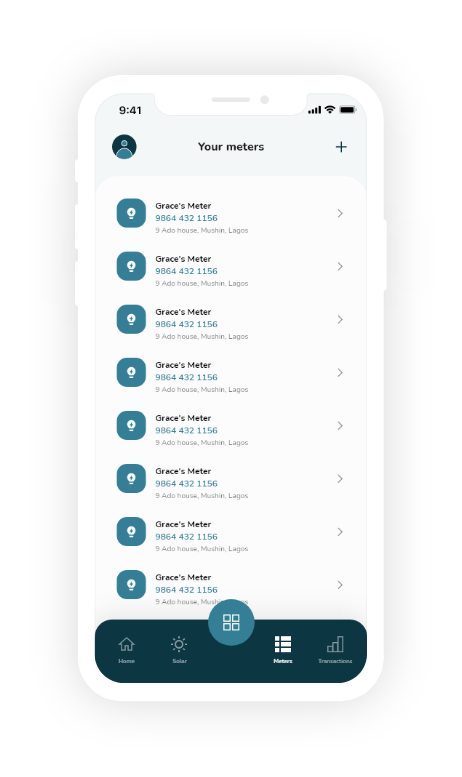 9:41
Your meters
Grace's Meter
9864 432 1156
9 Ado house, Mushin, Lagos
Grace's Meter
9864 432 1156
9 Ado house, Mushin, Lagos
Grace's Meter
9864 432 1156
9 Ado house, Mushin, Lagos
Grace's Meter
9864 432 1156
9 Ado house, Mushin, Lagos
Grace's Meter
9864 432 1156
9 Ado house, Mushin, Lagos
Grace's Meter
9864 432 1156
9 Ado house, Mushin, Lagos
Grace's Meter
9864 432 1156
9 Ado house, Mushin, Lagos
Grace's Meter
9864 432 1156
9 Ado house, Mushin,
Home Solar Meters Transactions